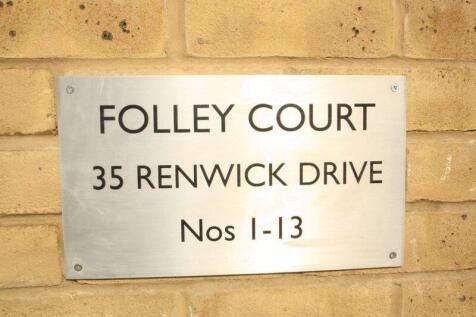 FOLLEY COURT
35 RENWICK DRIVE
Nos 1-13